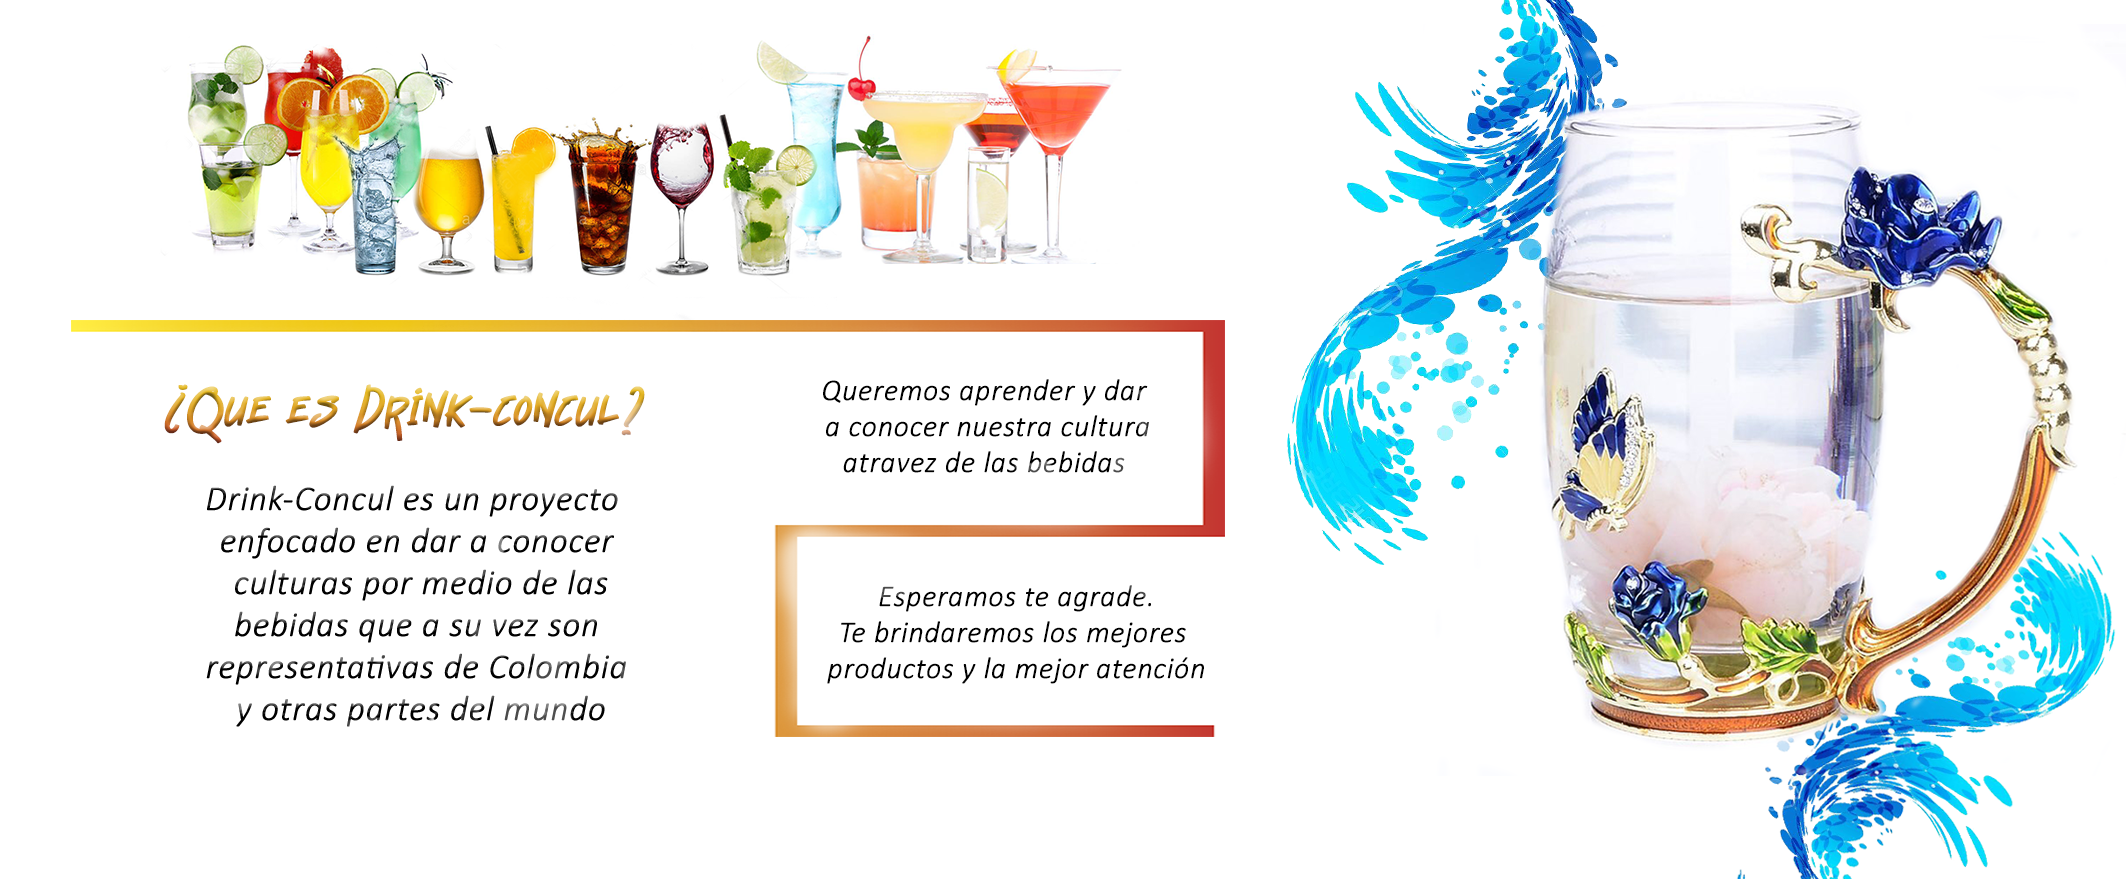 ¿Que es Drink-concul?
Drink-Concul es un proyecto
enfocado en dar a conocer
culturas por medio de las
bebidas que a su vez son
representativas de Colombia
y otras partes del mundo
Queremos aprender y dar
a conocer nuestra cultura
atravez de las bebidas
Esperamos te agrade.
Te brindaremos los mejores
productos y la mejor atención